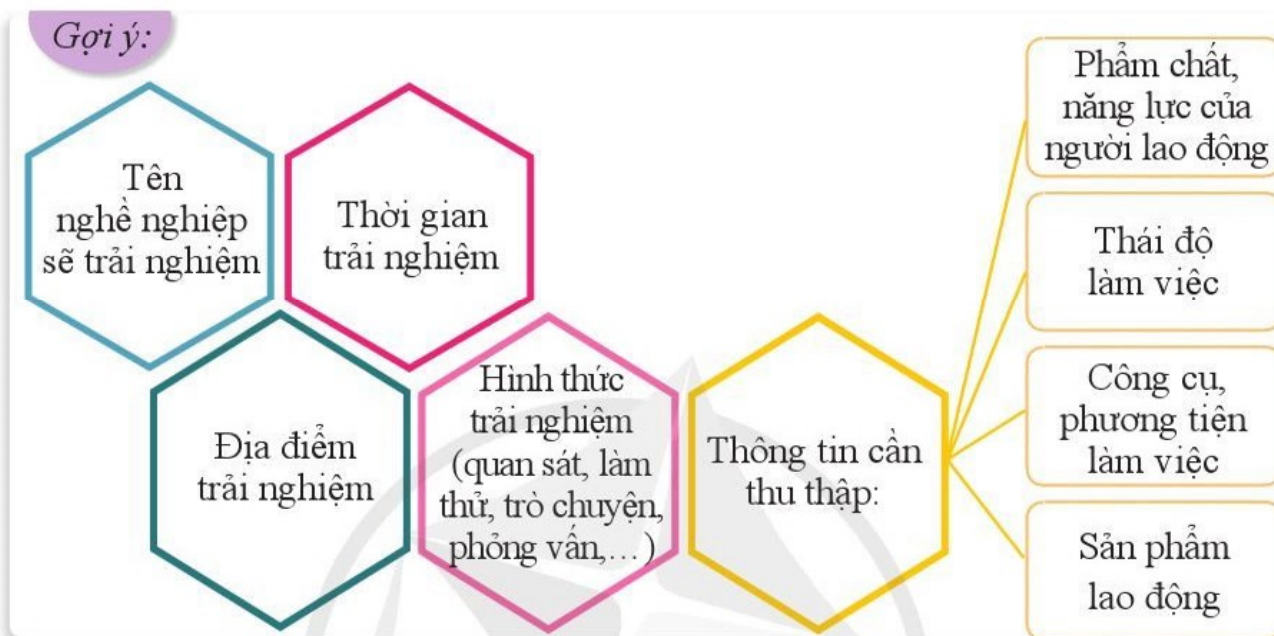 Gợi ý:
Tên
nghề nghiệp
sẽ trải nghiệm
Thời gian
trải nghiệm
Địa điểm
trải nghiệm
Hình thức
trải nghiệm
(quan sát, làm
thử, trò chuyện,
phỏng vấn,...)
Thông tin cần
thu thập:
Phẩm chất,
năng lực của
người lao động
Thái độ
làm việc
Công cụ,
phương tiện
làm việc
Sản phẩm
lao động